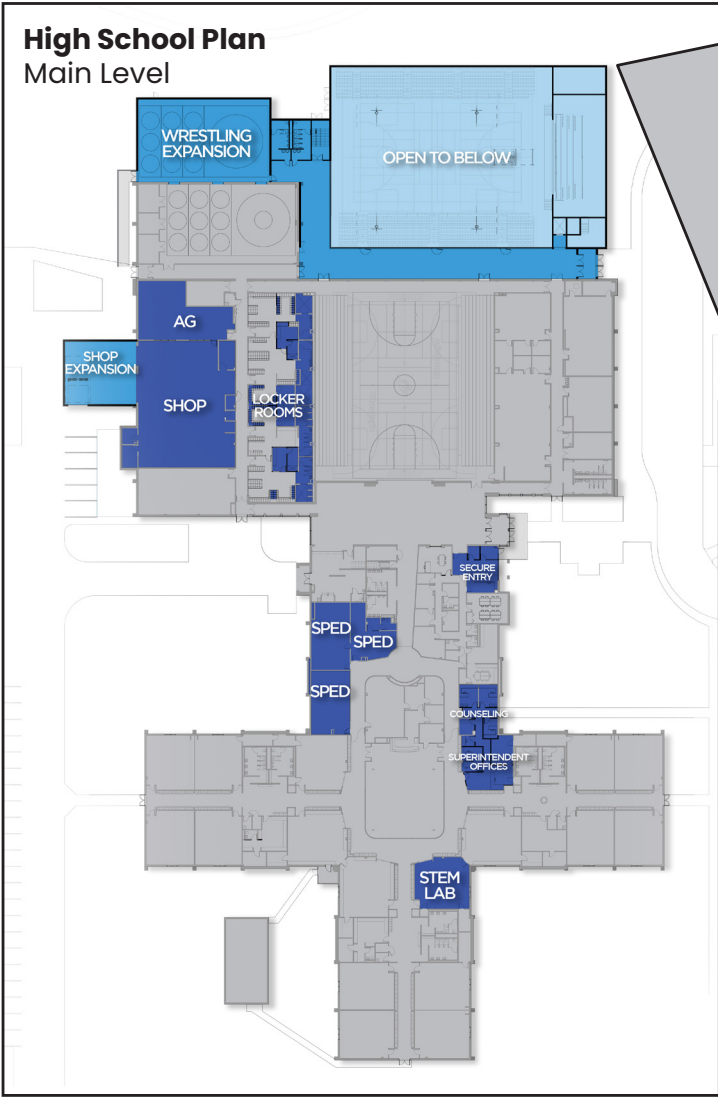 High School Plan
Main Level
WRESTLING
EXPANSION
OPEN TO BELOW
AG
SHOP
EXPANSION
SHOP
LOCKER
ROOMS
SECURE
ENTRY
SPED
SPED
SPED
COUNSELING
SUPERINTENDENT
OFFICES
STEM
LAB